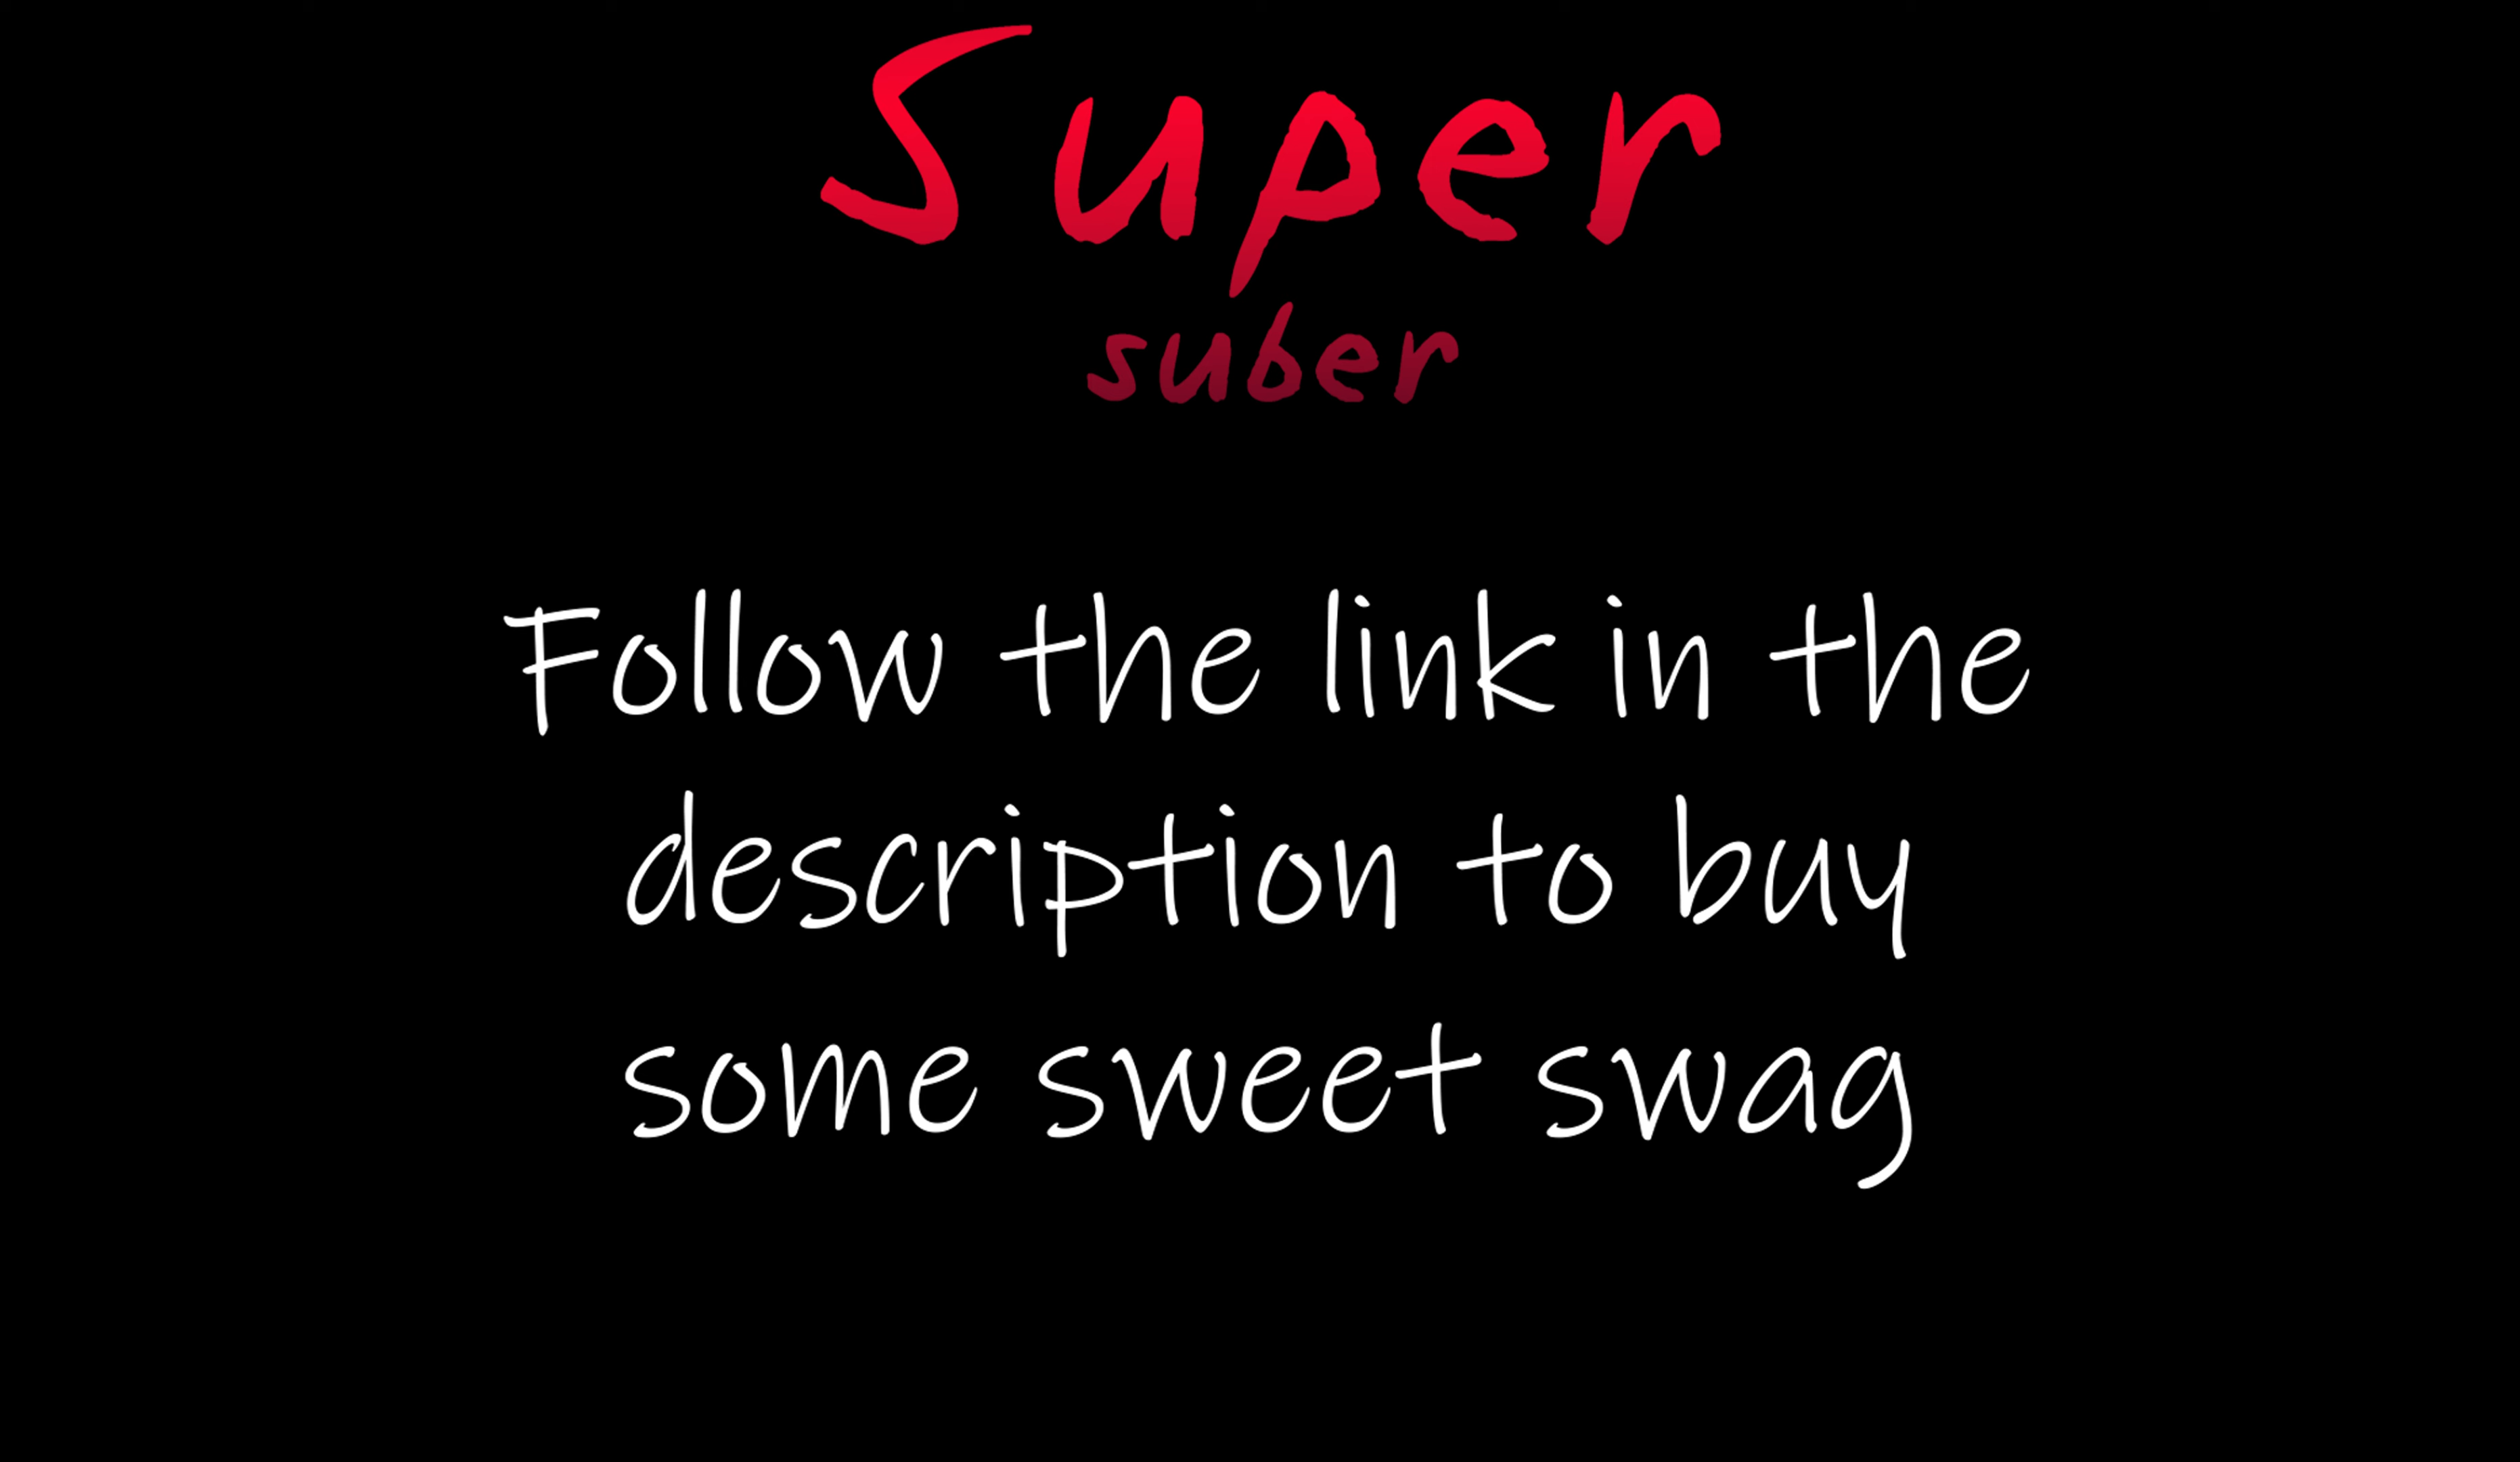 Super
suber
Follow the link in the
description to buy
some sweet swag